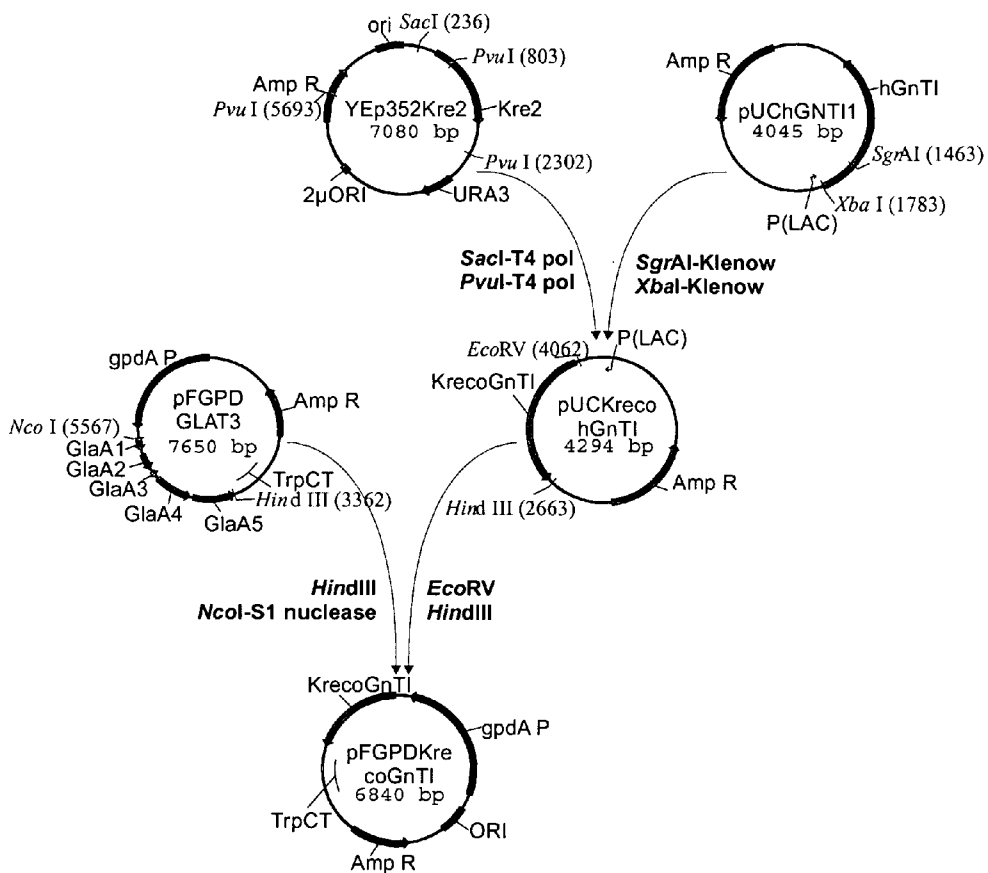 ori
SacI (236)
PvuI (803)
Amp R
PvuI (5693)
YEp352Kre2
7080 bp
Kre2
PvuI (2302)
2µORI
URA3
Amp R
hGnTI
pUChGNTI1
4045 bp
SgrAI (1463)
XbaI (1783)
P(LAC)
SacI-T4 pol
PvuI-T4 pol
SgrAI-Klenow
XbaI-Klenow
gpdA P
pFGPD
GLAT3
7650 bp
Amp R
NcoI (5567)
GlaA1
GlaA2
GlaA3
GlaA4
GlaA5
TrpCT
Hind III (3362)
EcoRV (4062)
P(LAC)
KrecoGnTI
pUCKreco
hGnTI
4294 bp
Amp R
Hind III (2663)
HindIII
NcoI-S1 nuclease
EcoRV
HindIII
KrecoGnTI
gpdA P
pFGPDKre
coGnTI
6840 bp
TrpCT
ORI
Amp R